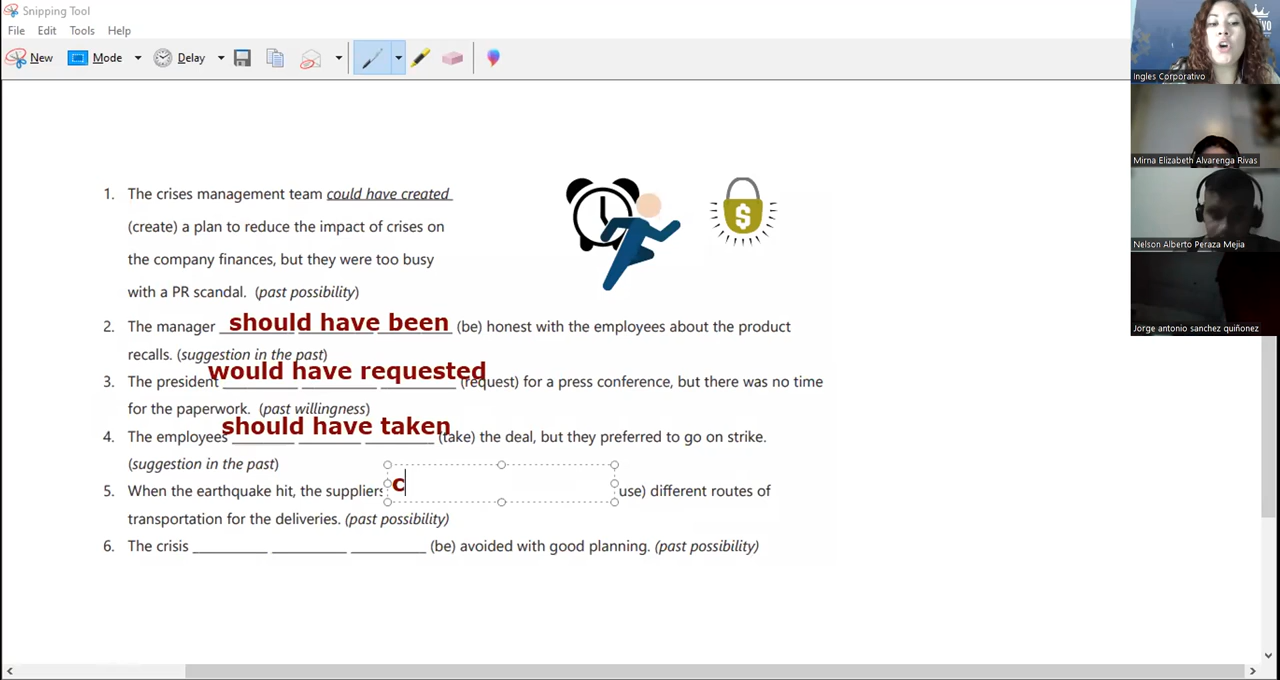 Snipping Tool
File Edit Tools Help
New Mode Delay
Ingles Corporativo
Mirna Elizabeth Alvarenga Rivas
Nelson Alberto Peraza Mejia
Jorge antonio sanchez quiñonez
1. The crises management team could have created
(create) a plan to reduce the impact of crises on
the company finances, but they were too busy
with a PR scandal. (past possibility)
2. The manager should have been (be) honest with the employees about the product
recalls. (suggestion in the past)
3. The president would have requested (request) for a press conference, but there was no time
for the paperwork. (past willingness)
4. The employees should have taken (take) the deal, but they preferred to go on strike.
(suggestion in the past)
5. When the earthquake hit, the suppliers c use) different routes of
transportation for the deliveries. (past possibility)
6. The crisis __________ __________ __________ (be) avoided with good planning. (past possibility)